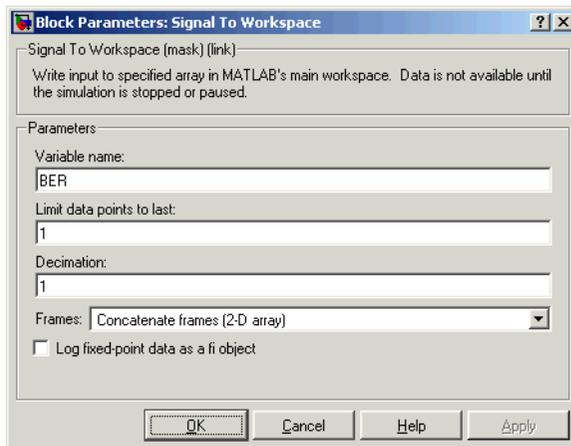 Block Parameters: Signal To Workspace
Signal To Workspace (mask) (link)
Write input to specified array in MATLAB's main workspace.  Data is not available until
the simulation is stopped or paused.
Parameters
Variable name:
BER
Limit data points to last:
1
Decimation:
1
Frames: Concatenate frames (2-D array)
Log fixed-point data as a fi object
OK Cancel Help Apply